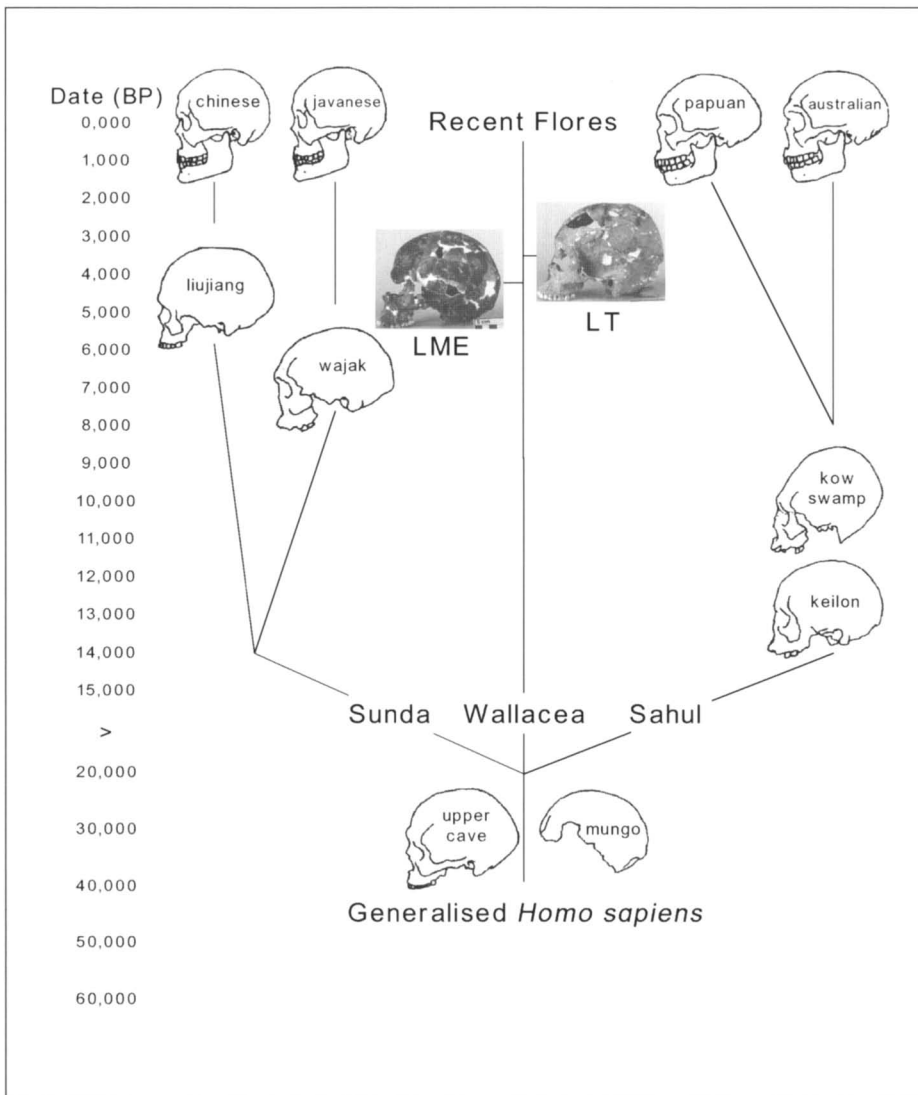 Date (BP)
chinese
javanese
Recent Flores
papuan
australian
0,000
1,000
2,000
3,000
4,000
5,000
6,000
7,000
8,000
9,000
10,000
11,000
12,000
13,000
14,000
15,000
>
20,000
30,000
40,000
50,000
60,000
liujiang
wajak
LME
5 cm
LT
kow
swamp
keilon
Sunda Wallacea Sahul
upper
cave
mungo
Generalised Homo sapiens